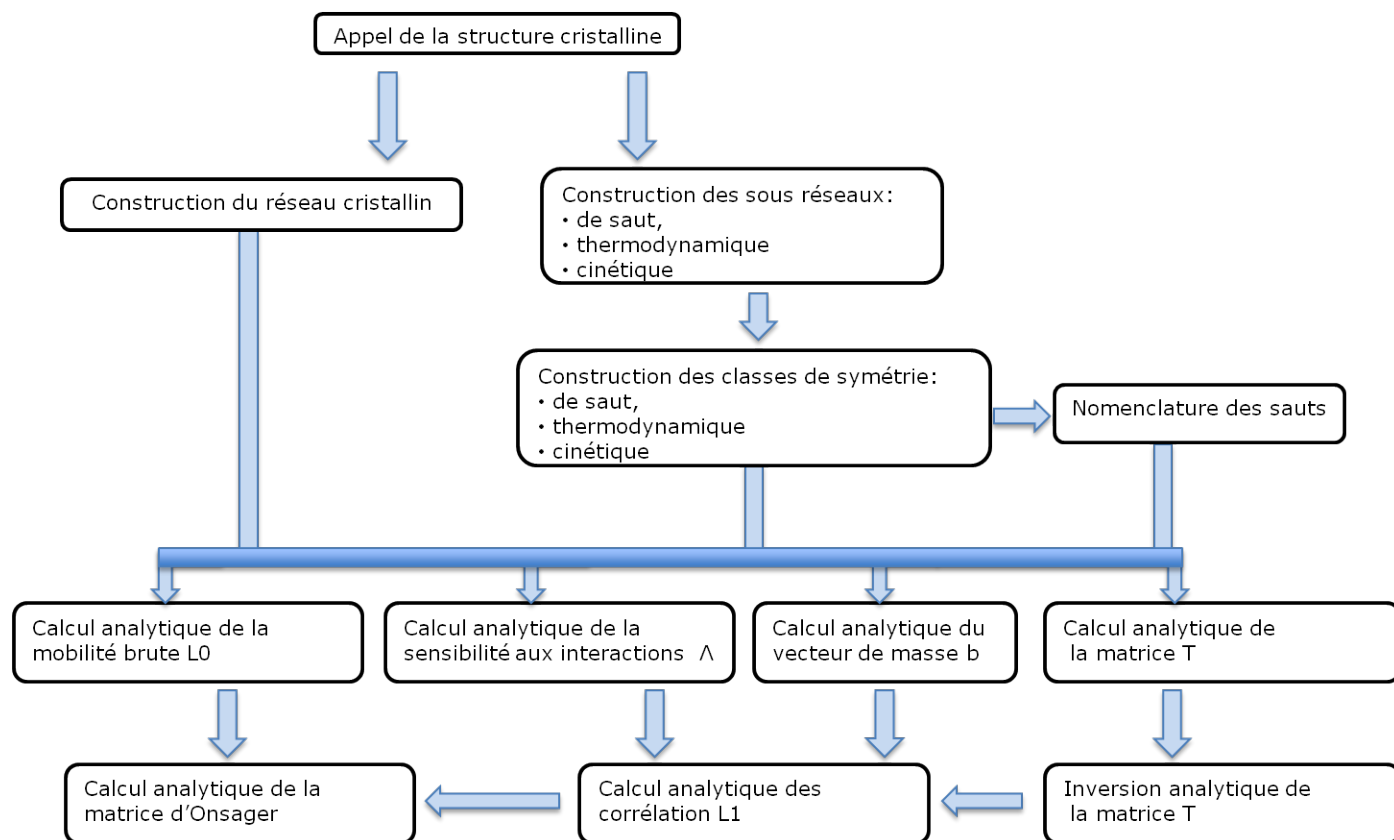 Appel de la structure cristalline
Construction du réseau cristallin
Construction des sous réseaux:
• de saut,
• thermodynamique
• cinétique
Construction des classes de symétrie:
• de saut,
• thermodynamique
• cinétique
Nomenclature des sauts
Calcul analytique de la
mobilité brute L0
Calcul analytique de la
sensibilité aux interactions Λ
Calcul analytique du
vecteur de masse b
Calcul analytique de
la matrice T
Calcul analytique de la
matrice d’Onsager
Calcul analytique des
corrélation L1
Inversion analytique de
la matrice T